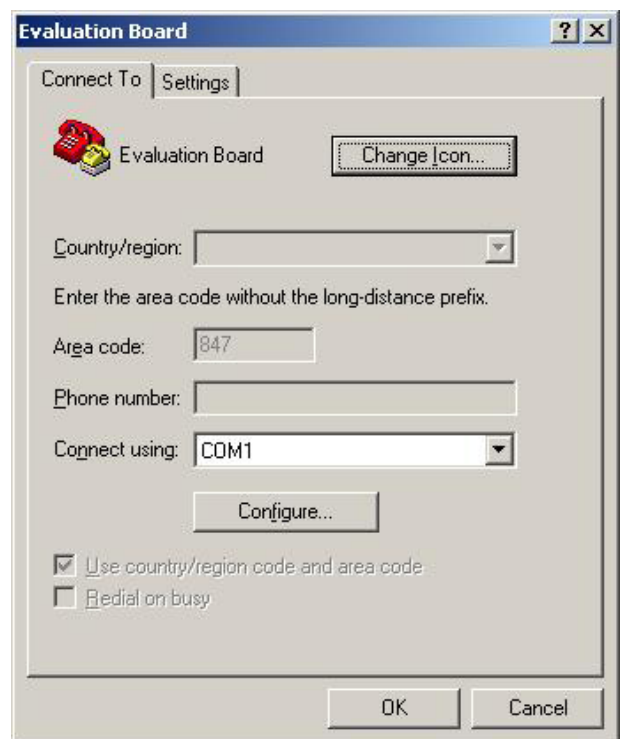 Evaluation Board
Connect To Settings
Evaluation Board Change Icon...
Country/region:
Enter the area code without the long-distance prefix.
Area code: 847
Phone number:
Connect using: COM1
Configure...
Use country/region code and area code
Redial on busy
OK Cancel